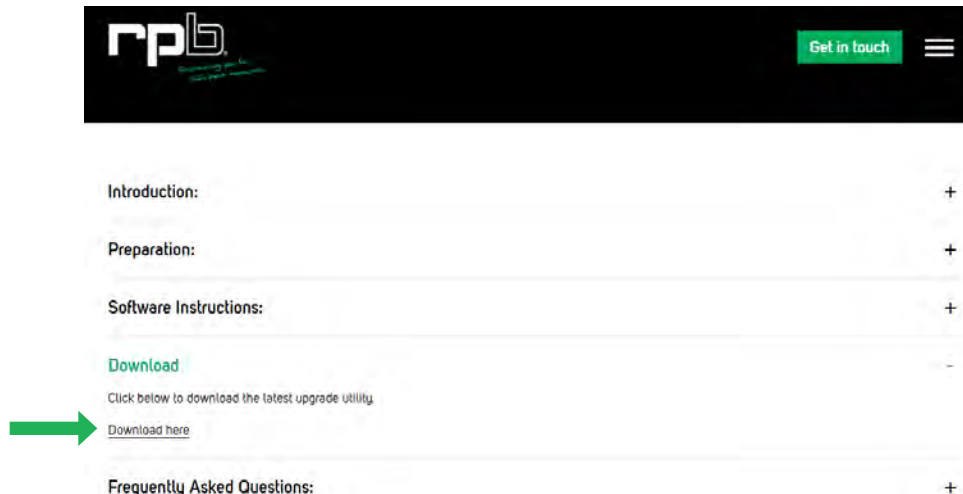 rpb.
Get in touch
Introduction:
+
Preparation:
+
Software Instructions:
+
Download
-
Click below to download the latest upgrade utility.
Download here
Frequently Asked Questions:
+